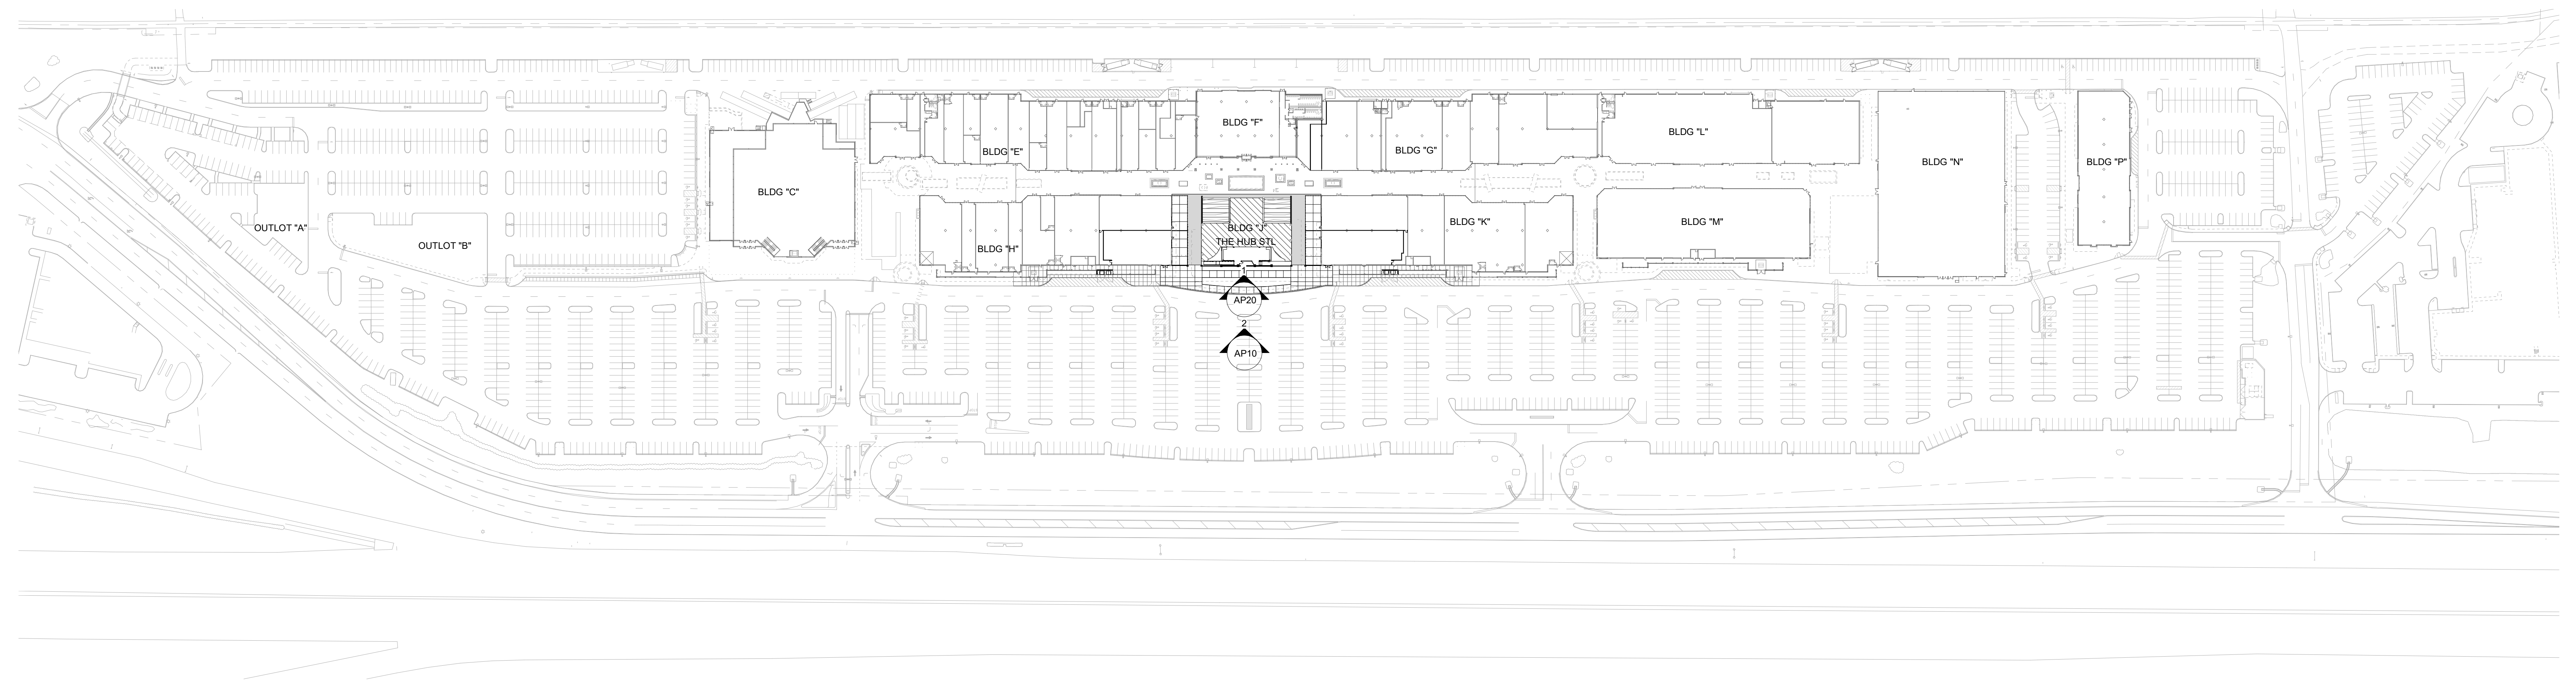 BLDG "F"
BLDG "L"
BLDG "E"
BLDG "G"
BLDG "N"
BLDG "P"
BLDG "C"
OUTLOT "A"
OUTLOT "B"
BLDG "H"
BLDG "J"
THE HUB STL
BLDG "K"
BLDG "M"
1
AP20
2
AP10